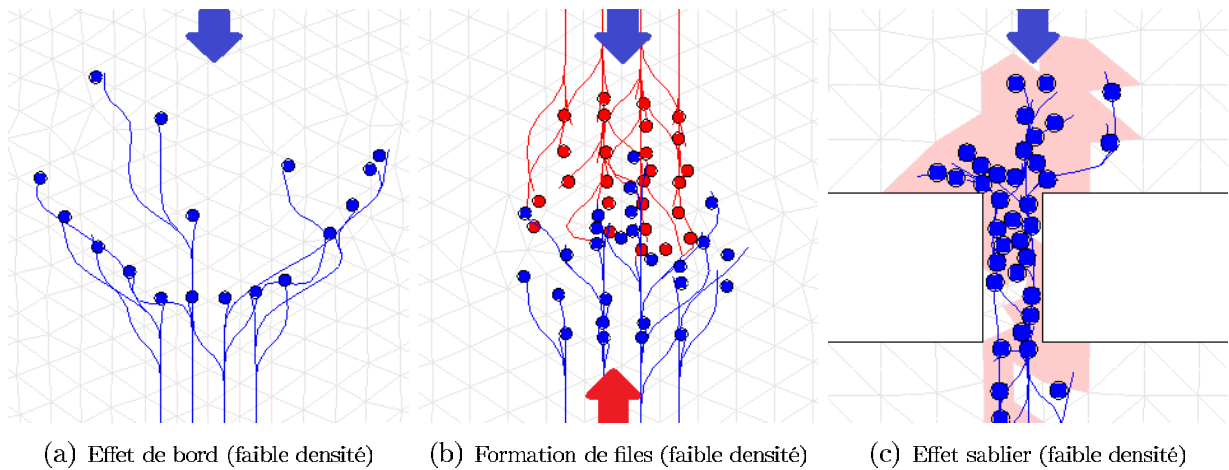 (a) Effet de bord (faible densité)
(b) Formation de files (faible densité)
(c) Effet sablier (faible densité)